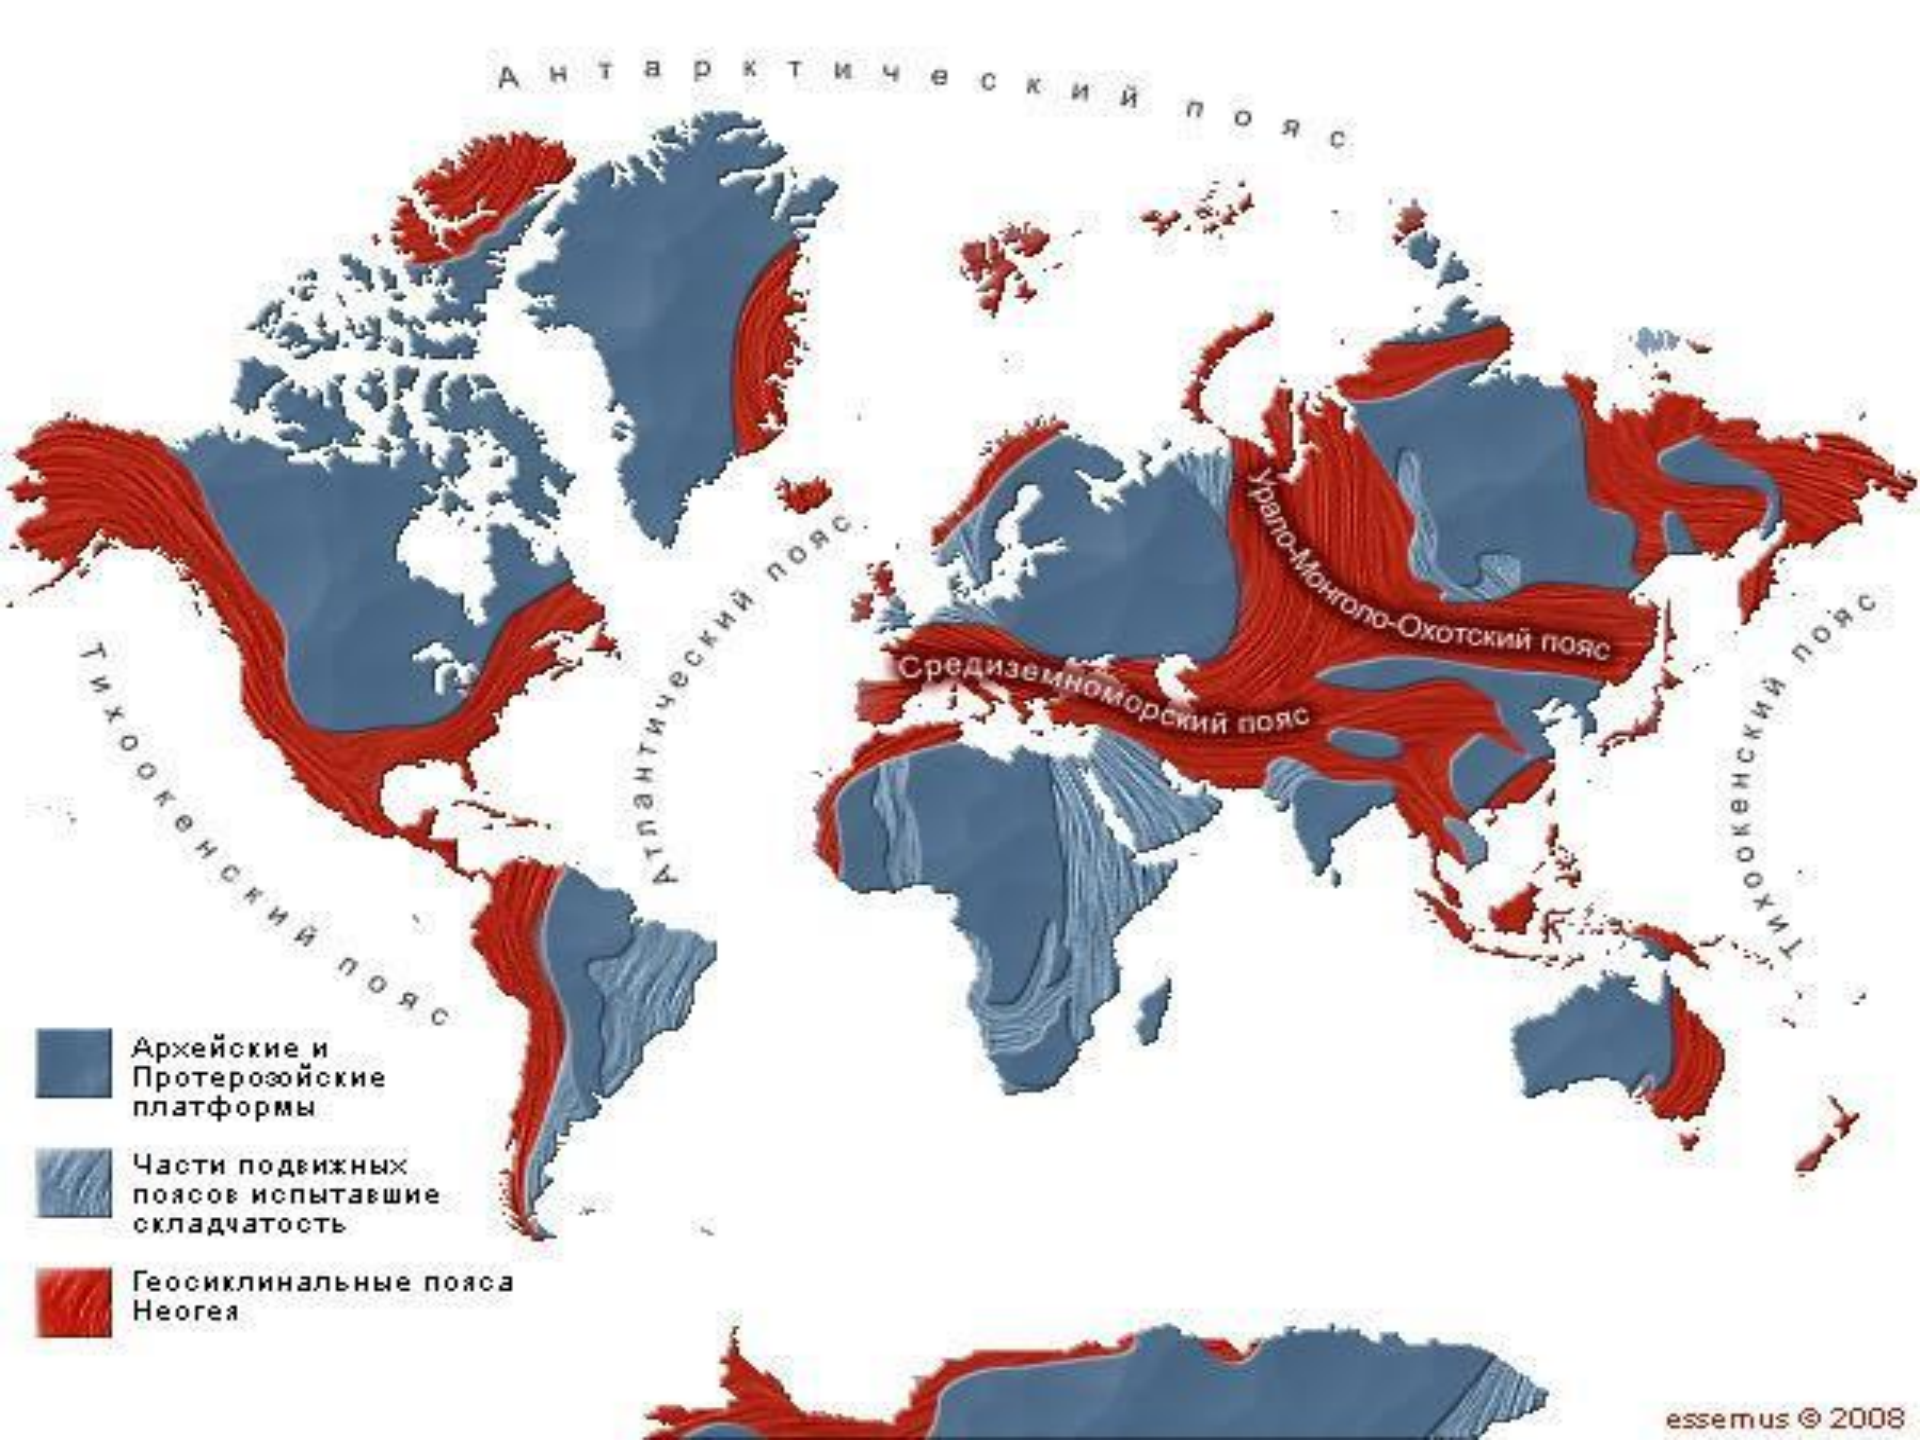 Антарктический пояс
Атлантический пояс
Урало-Монголо-Охотский пояс
Средиземноморский пояс
Тихоокенский пояс
Тихоокенский пояс
Архейские и
Протерозойские
платформы
Части подвижных
поясов испытавшие
складчатость
Геосиклинальные пояса
Неогея
essemus © 2008